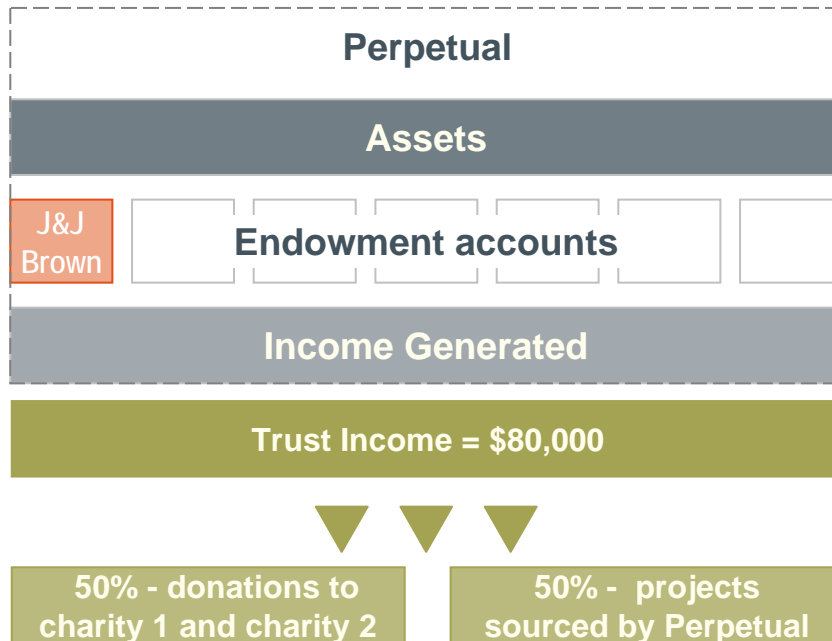 Perpetual
Assets
J&J
Brown
Endowment accounts
Income Generated
Trust Income = $80,000
50% - donations to
charity 1 and charity 2
50% - projects
sourced by Perpetual